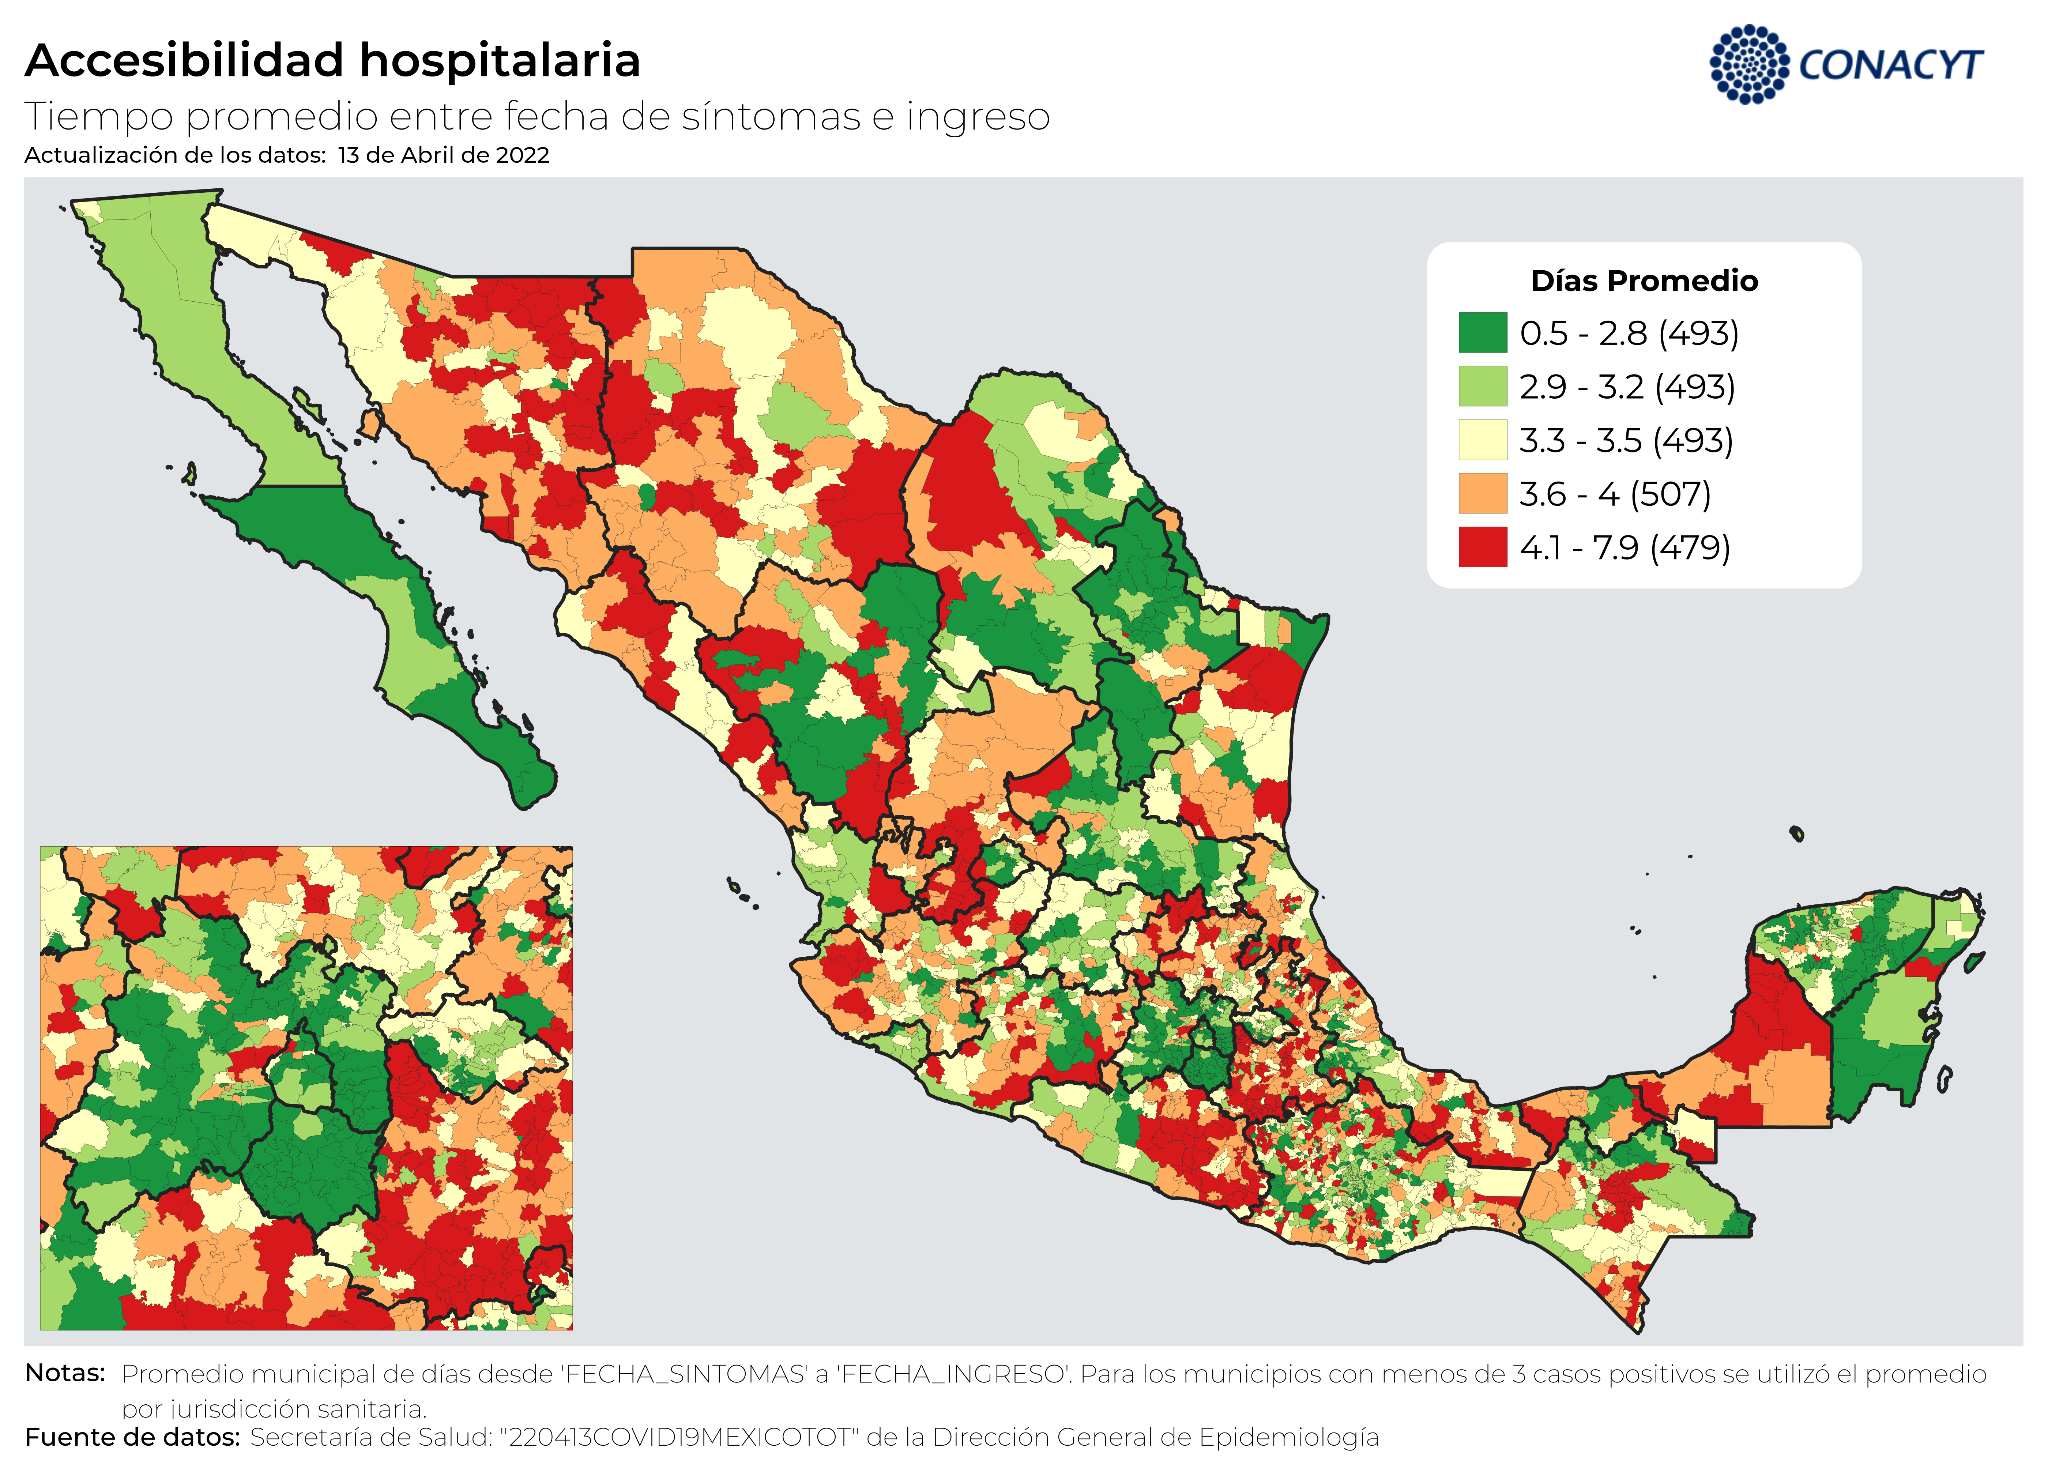 Accesibilidad hospitalaria
CONACYT
Tiempo promedio entre fecha de síntomas e ingreso
Actualización de los datos: 13 de Abril de 2022
Días Promedio
0.5 - 2.8 (493)
2.9 - 3.2 (493)
3.3 - 3.5 (493)
3.6 - 4 (507)
4.1 - 7.9 (479)
Notas: Promedio municipal de días desde 'FECHA_SINTOMAS' a 'FECHA_INGRESO'. Para los municipios con menos de 3 casos positivos se utilizó el promedio
por jurisdicción sanitaria.
Fuente de datos: Secretaría de Salud: "220413COVID19MEXICOTOT" de la Dirección General de Epidemiología